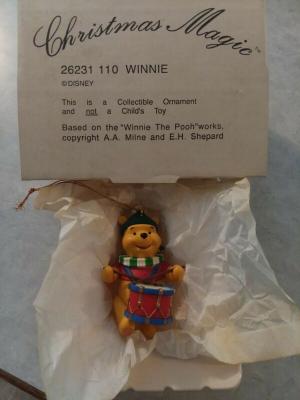 Christmas Magic™
26231 110 WINNIE
©DISNEY
This is a Collectible Ornament
and not a Child's Toy
Based on the "Winnie The Pooh" works,
copyright A.A. Milne and E.H. Shepard